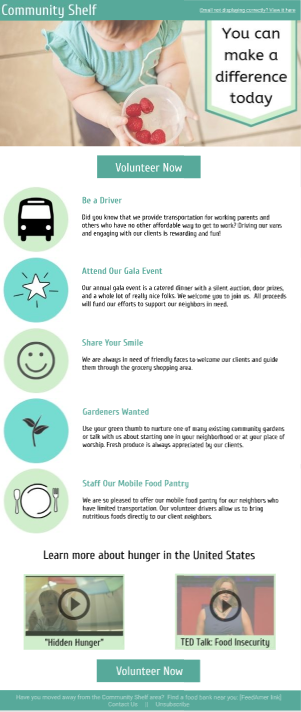 Community Shelf
Email not displaying correctly? View it here
You can
make a
difference
today
Volunteer Now
Be a Driver
Did you know that we provide transportation for working parents and
others who have no other affordable way to get to work? Driving our vans
and engaging with our clients is rewarding and fun!
Attend Our Gala Event
Our annual gala event is a catered dinner with a silent auction, door prizes,
and a whole lot of really nice folks. We welcome you to join us. All proceeds
will fund our efforts to support our neighbors in need.
Share Your Smile
We are always in need of friendly faces to welcome our clients and guide
them through the grocery shopping area.
Gardeners Wanted
Use your green thumb to nurture one of many existing community gardens
or talk with us about starting one in your neighborhood or at your place of
worship. Fresh produce is always appreciated by our clients.
Staff Our Mobile Food Pantry
We are so pleased to offer our mobile food pantry for our neighbors who
have limited transportation. Our volunteer drivers allow us to bring
nutritious foods directly to our client neighbors.
Learn more about hunger in the United States
"Hidden Hunger"
TED Talk: Food Insecurity
Volunteer Now
Have you moved away from the Community Shelf area? Find a food bank near you: [FeedAmer link]
Contact Us || Unsubscribe